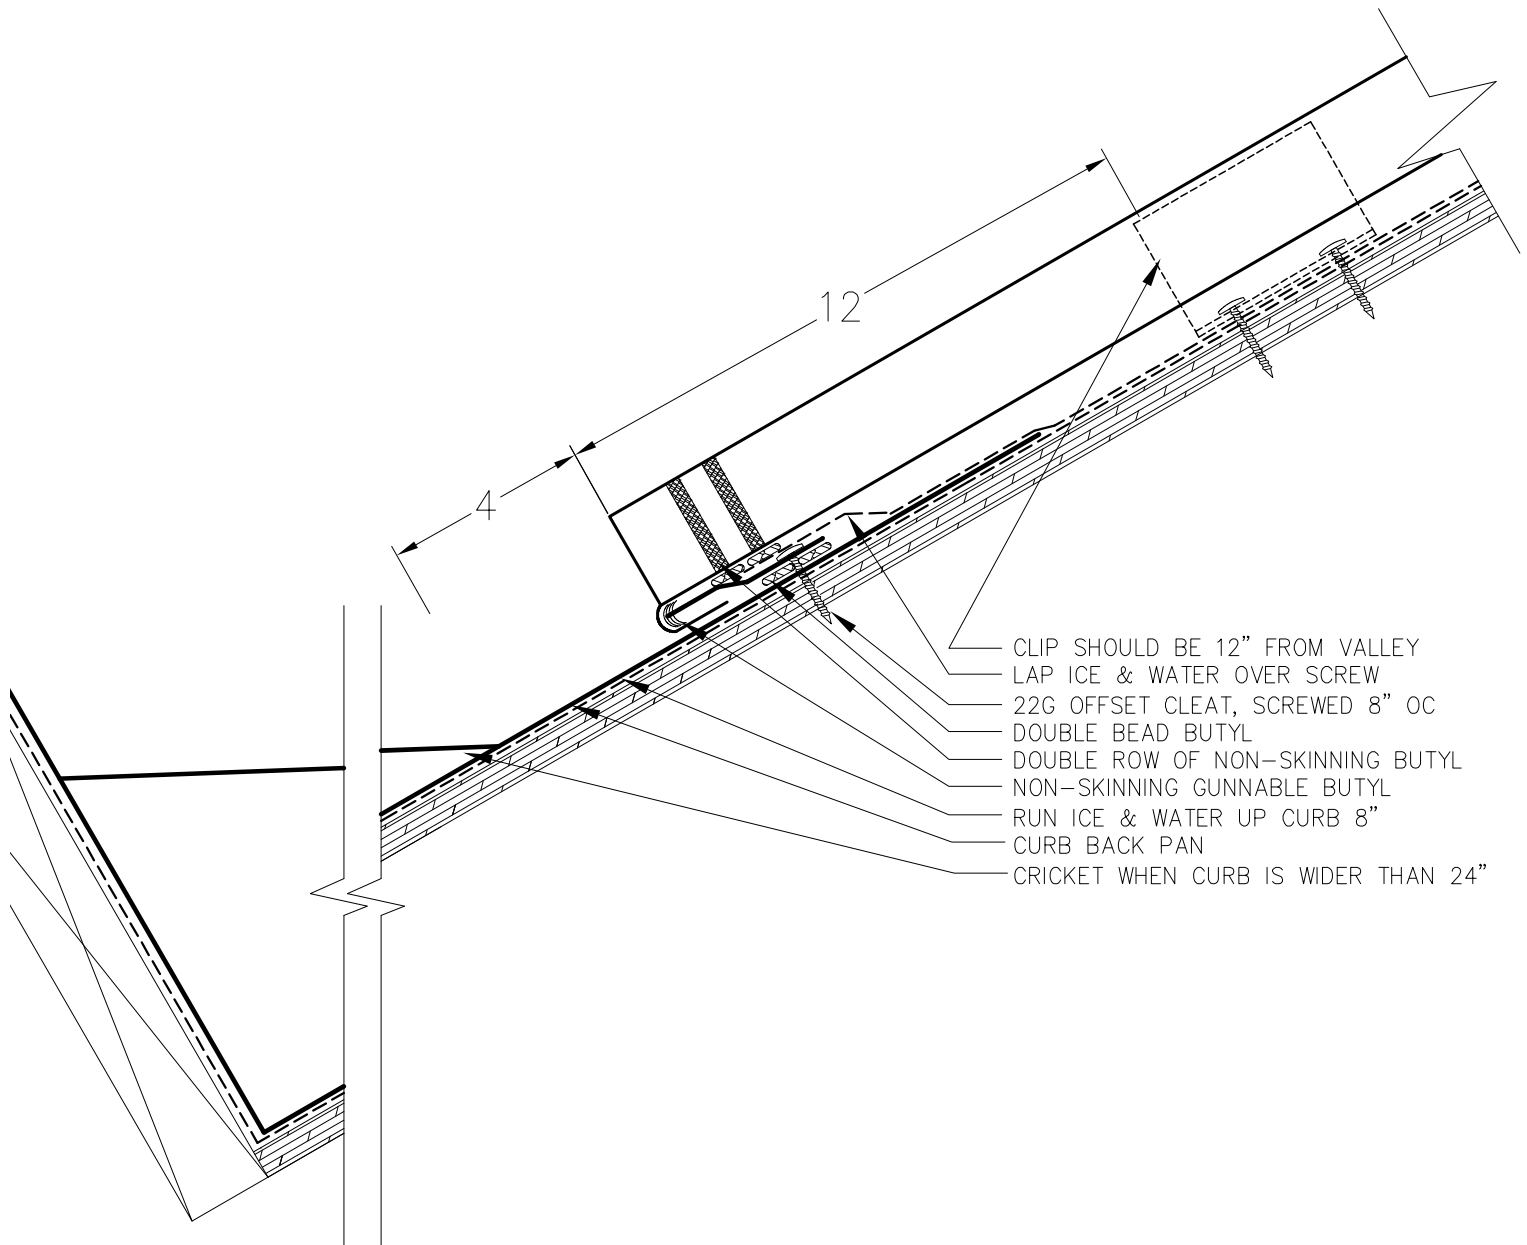 12
4
CLIP SHOULD BE 12" FROM VALLEY
LAP ICE & WATER OVER SCREW
22G OFFSET CLEAT, SCREWED 8" OC
DOUBLE BEAD BUTYL
DOUBLE ROW OF NON-SKINNING BUTYL
NON-SKINNING GUNNABLE BUTYL
RUN ICE & WATER UP CURB 8"
CURB BACK PAN
CRICKET WHEN CURB IS WIDER THAN 24"